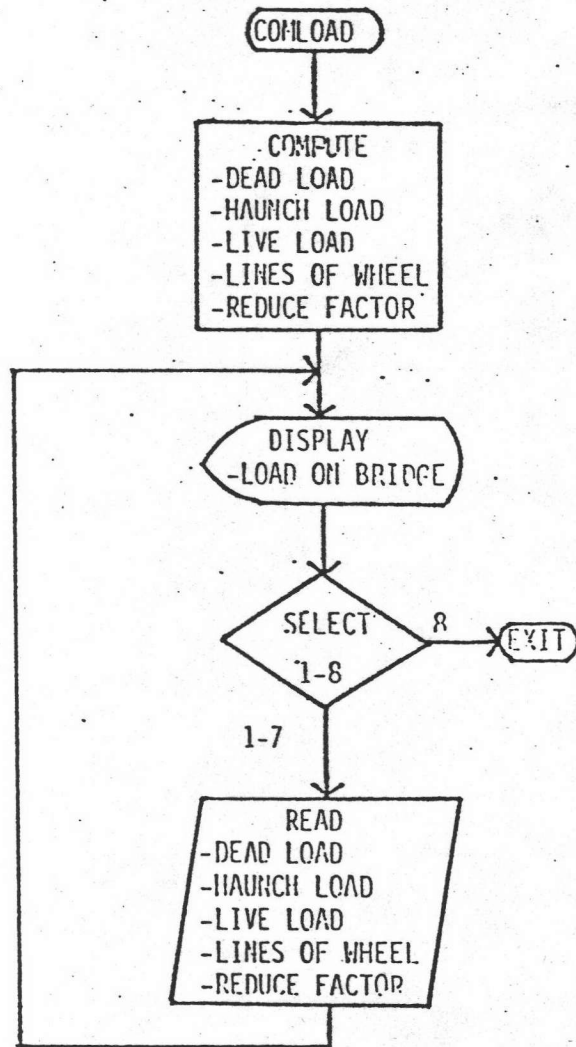 COMLOAD
COMPUTE
-DEAD LOAD
-HAUNCH LOAD
-LIVE LOAD
-LINES OF WHEEL
-REDUCE FACTOR
DISPLAY
-LOAD ON BRIDGE
SELECT
1-8
8
EXIT
1-7
READ
-DEAD LOAD
-HAUNCH LOAD
-LIVE LOAD
-LINES OF WHEEL
-REDUCE FACTOR